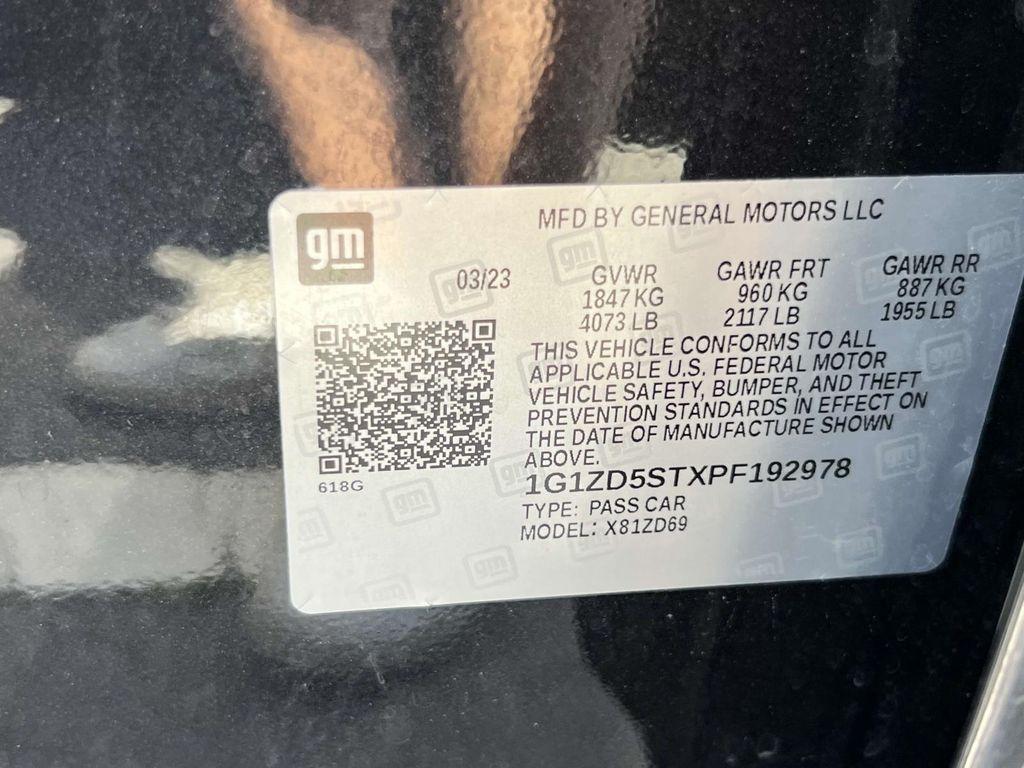 gm
MFD BY GENERAL MOTORS LLC
03/23
GVWR
1847 KG
4073 LB
GAWR FRT
960 KG
2117 LB
GAWR RR
887 KG
1955 LB
THIS VEHICLE CONFORMS TO ALL
APPLICABLE U.S. FEDERAL MOTOR
VEHICLE SAFETY, BUMPER, AND THEFT
PREVENTION STANDARDS IN EFFECT ON
THE DATE OF MANUFACTURE SHOWN
ABOVE.
618G
1G1ZD5STXPF192978
TYPE: PASS CAR
MODEL: X81ZD69